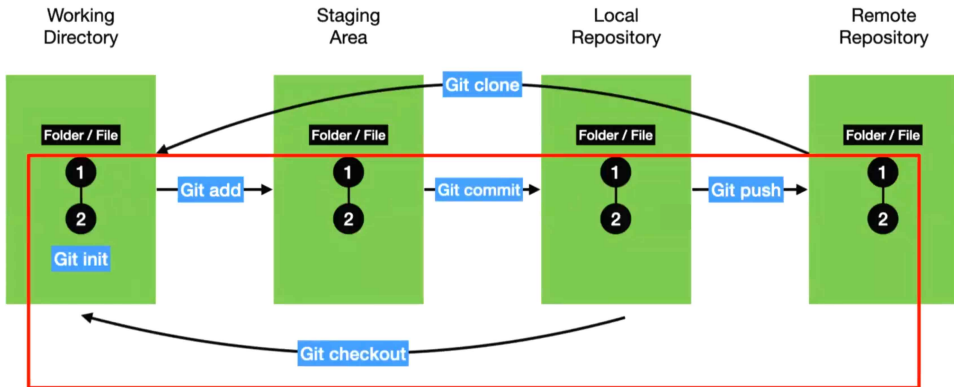 Working
Directory
Staging
Area
Local
Repository
Remote
Repository
Git clone
Folder / File
Folder / File
Folder / File
Folder / File
1
1
1
1
Git add
Git commit
Git push
2
2
2
2
Git init
Git checkout